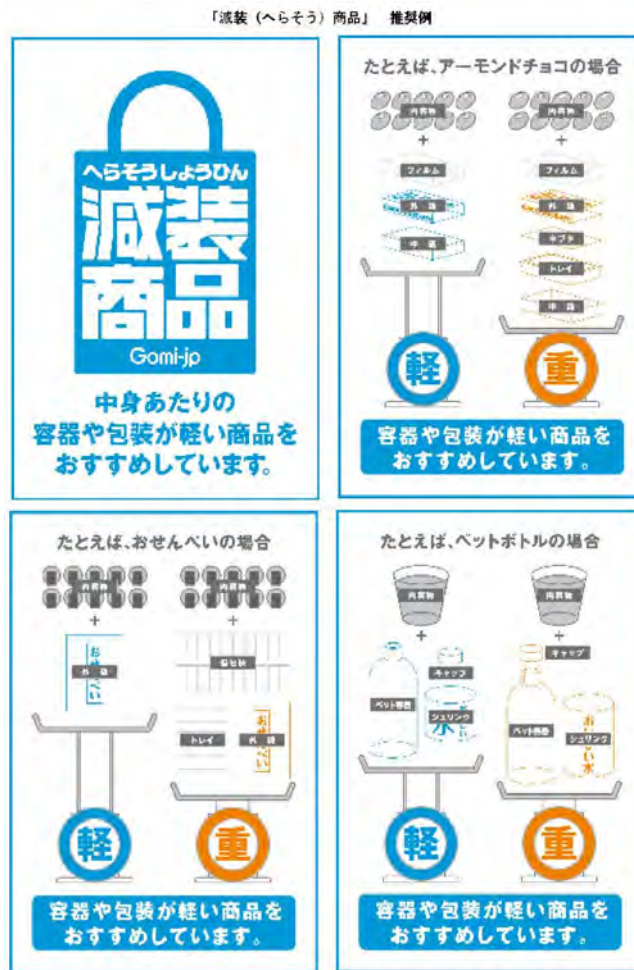 「減装（へらそう）商品」　推奨例
へらそうしょうひん
減装
商品
Gomi-jp
中身あたりの
容器や包装が軽い商品を
おすすめしています。
たとえば、アーモンドチョコの場合
内容物
内容物
+
+
フィルム
フィルム
外箱
外箱
中箱
中ブタ
トレイ
中箱
軽
重
容器や包装が軽い商品を
おすすめしています。
たとえば、おせんべいの場合
内容物
内容物
+
+
おせんべい
外袋
個包装
トレイ
外袋
おせんべい
軽
重
容器や包装が軽い商品を
おすすめしています。
たとえば、ペットボトルの場合
内容物
内容物
+
+
キャップ
キャップ
ペット容器
シュリンク
ペット容器
シュリンク
おいしい水
軽
重
容器や包装が軽い商品を
おすすめしています。